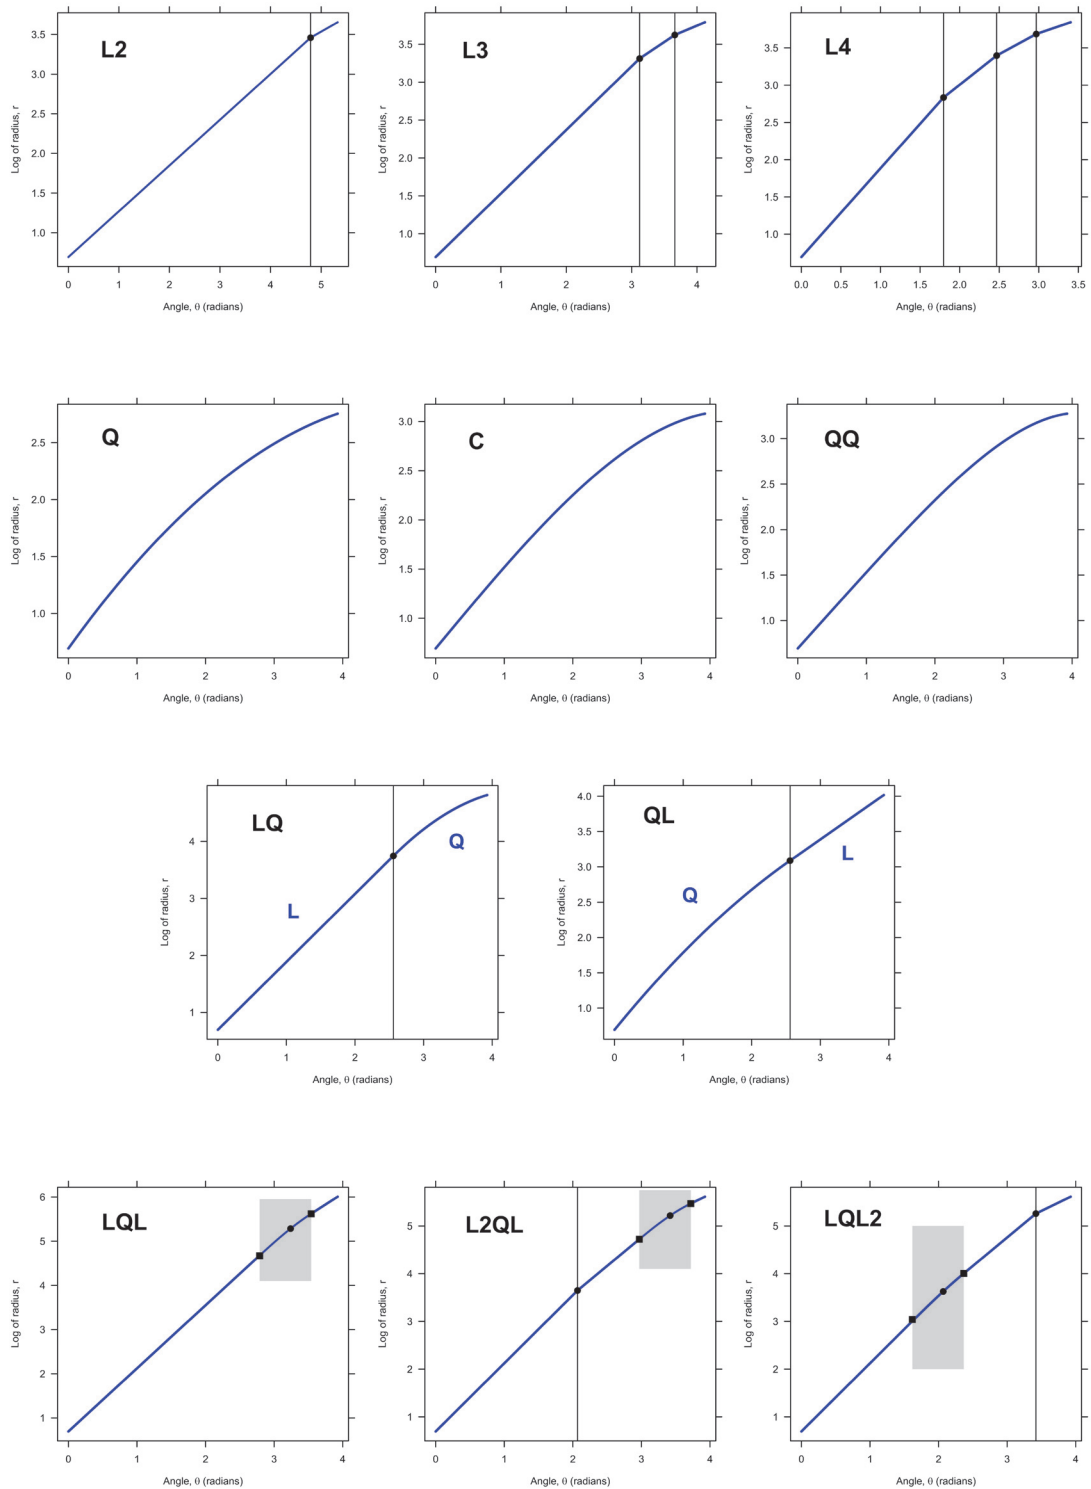 L2
Log of radius, r
3.5
3.0
2.5
2.0
1.5
1.0
0 1 2 3 4 5
Angle, θ (radians)
L3
Log of radius, r
3.5
3.0
2.5
2.0
1.5
1.0
0 1 2 3 4
Angle, θ (radians)
L4
Log of radius, r
3.5
3.0
2.5
2.0
1.5
1.0
0.0 0.5 1.0 1.5 2.0 2.5 3.0 3.5
Angle, θ (radians)
Q
Log of radius, r
2.5
2.0
1.5
1.0
0 1 2 3 4
Angle, θ (radians)
C
Log of radius, r
3.0
2.5
2.0
1.5
1.0
0 1 2 3 4
Angle, θ (radians)
QQ
Log of radius, r
3.0
2.5
2.0
1.5
1.0
0 1 2 3 4
Angle, θ (radians)
LQ
Q
L
Log of radius, r
4
3
2
1
0 1 2 3 4
Angle, θ (radians)
QL
L
Q
Log of radius, r
4.0
3.5
3.0
2.5
2.0
1.5
1.0
0 1 2 3 4
Angle, θ (radians)
LQL
Log of radius, r
6
5
4
3
2
1
0 1 2 3 4
Angle, θ (radians)
L2QL
Log of radius, r
5
4
3
2
1
0 1 2 3 4
Angle, θ (radians)
LQL2
Log of radius, r
5
4
3
2
1
0 1 2 3 4
Angle, θ (radians)